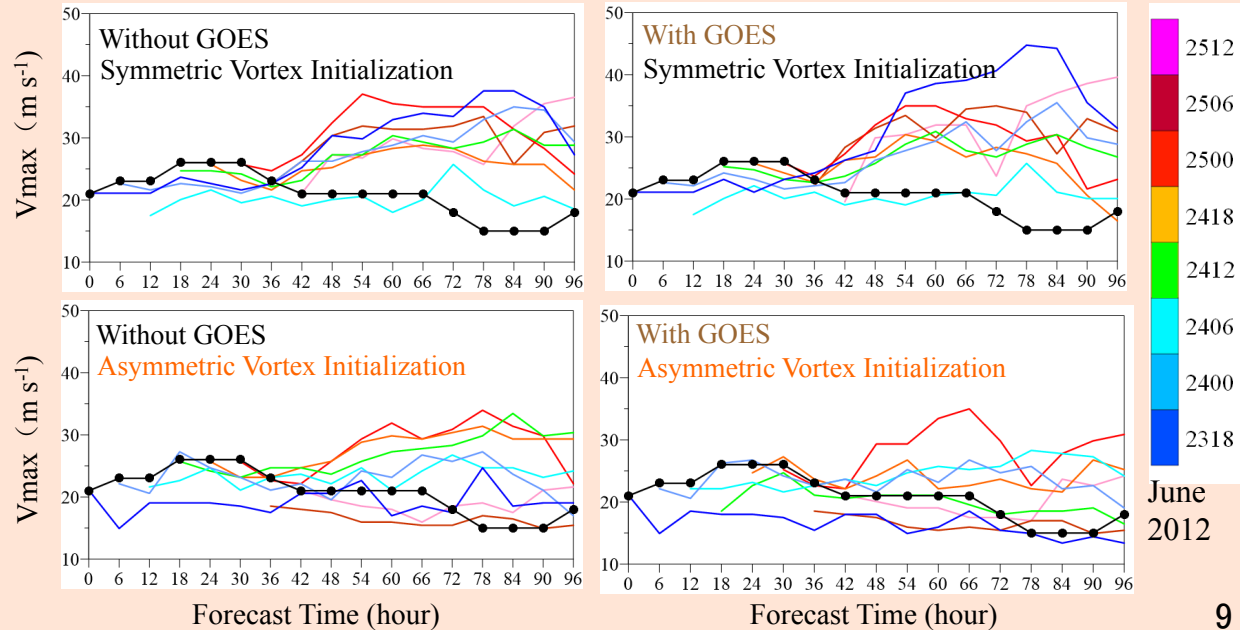 50
40
30
20
10
Vmax (m s-1)
Without GOES
Symmetric Vortex Initialization
0 6 12 18 24 30 36 42 48 54 60 66 72 78 84 90 96
50
40
30
20
10
With GOES
Symmetric Vortex Initialization
0 6 12 18 24 30 36 42 48 54 60 66 72 78 84 90 96
50
40
30
20
10
Vmax (m s-1)
Without GOES
Asymmetric Vortex Initialization
0 6 12 18 24 30 36 42 48 54 60 66 72 78 84 90 96
Forecast Time (hour)
50
40
30
20
10
With GOES
Asymmetric Vortex Initialization
0 6 12 18 24 30 36 42 48 54 60 66 72 78 84 90 96
Forecast Time (hour)
2512
2506
2500
2418
2412
2406
2400
2318
June
2012
9